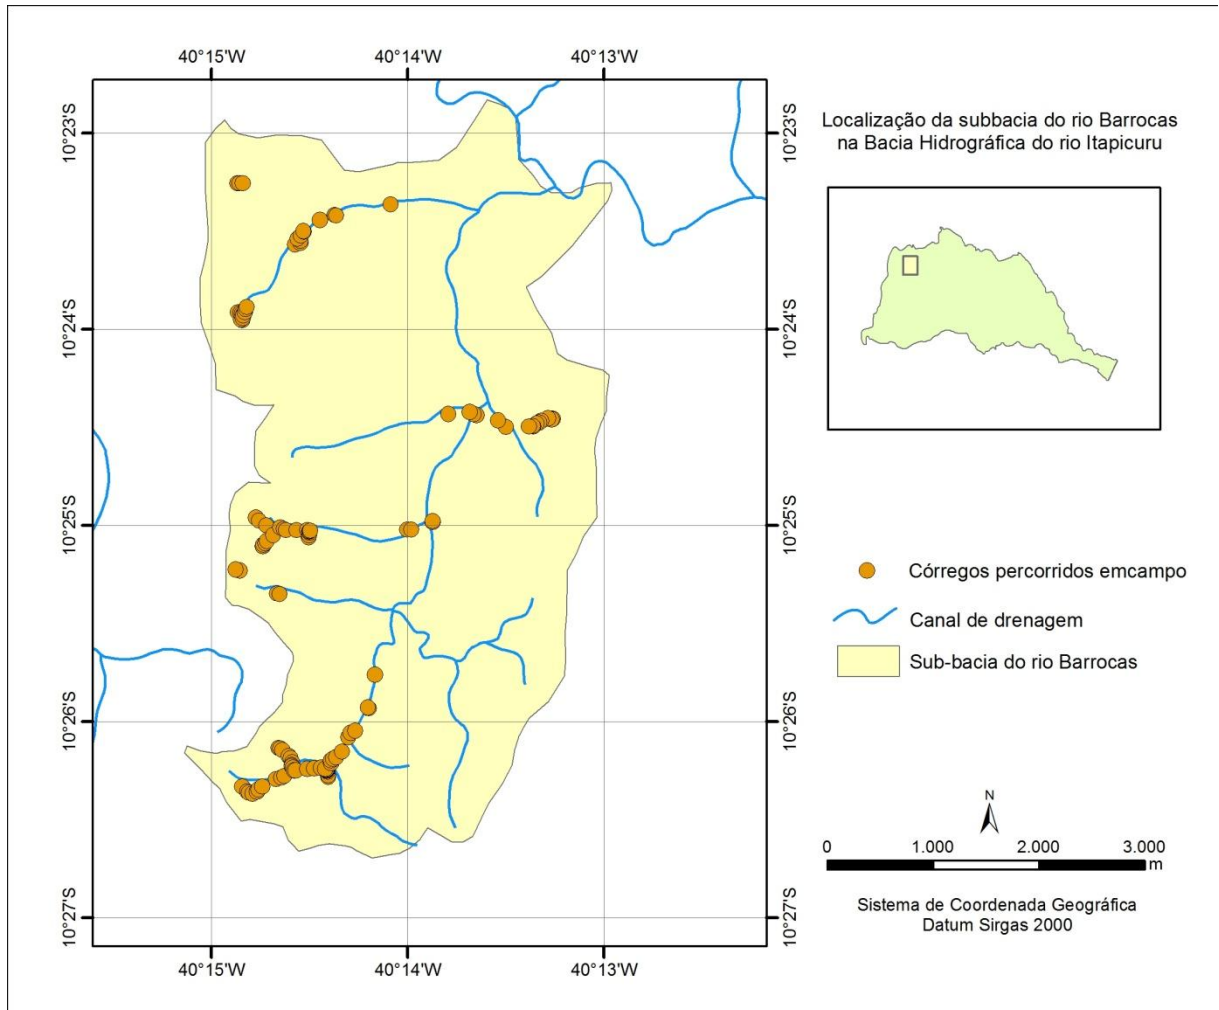 40°15'W
40°14'W
40°13'W
10°23'S
10°23'S
10°24'S
10°24'S
10°25'S
10°25'S
10°26'S
10°26'S
10°27'S
10°27'S
40°15'W
40°14'W
40°13'W
Localização da subbacia do rio Barrocas
na Bacia Hidrográfica do rio Itapicuru
Córregos percorridos emcampo
Canal de drenagem
Sub-bacia do rio Barrocas
N
0 1.000 2.000 3.000
m
Sistema de Coordenada Geográfica
Datum Sirgas 2000